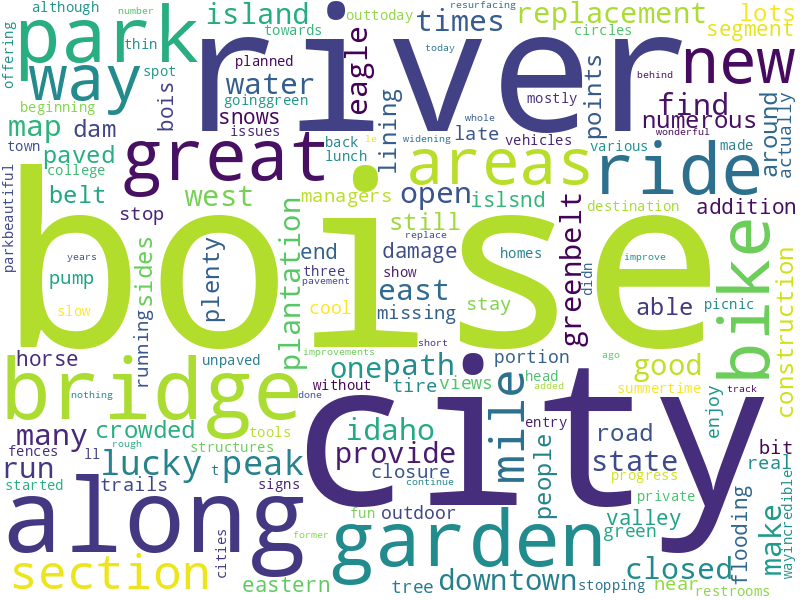 although
number
thin
offering
park
river
island
outtoday
towards
times
resurfacing
replacement
circles
lots
segment
new
way
spot
beginning
town
map
dam
bois
planned
water
goinggreen
eagle
today
mostly
points
behind
find
numerous
wonderful
around
actually
snows
issues
lining
whole
late
widening
le
vehicles
various
made
great
back
lunch
areas
ride
paved
college
belt
stop
west
managers
open
islsnd
destination
addition
parkbeautiful
boise
years
pump
slow
sides
running
plenty
plantation
still
end
three
pavement
cool
damage
show
replace
east
missing
homes
stay
short
greenbelt
didn
improve
able
picnic
bike
construction
horse
bridge
unpaved
improvements
nothing
done
without
one
path
tire
views
portion
head
added
entry
mile
good
ago
summertime
track
enjoy
many
crowded
structures
tools
rough
fences
ll
t
run
lucky
peak
idaho
provide
closure
city
people
road
state
progress
bit
real
started
trails
signs
continue
outdoor
fun
former
private
valley
green
closed
flooding
make
wayincredible
along
cities
garden
section
eastern
tree
downtown
stopping
near
restrooms